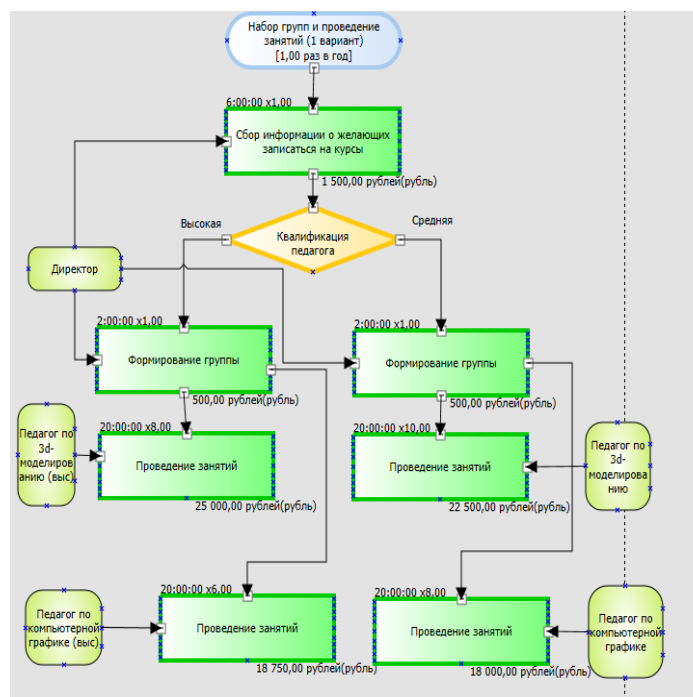 Набор групп и проведение
занятий (1 вариант)
[1,00 раз в год]
6:00:00 x1,00
Сбор информации о желающих
записаться на курсы
1 500,00 рублей(рубль)
Высокая
Квалификация
педагога
Средняя
Директор
2:00:00 x1,00
Формирование группы
500,00 рублей(рубль)
2:00:00 x1,00
Формирование группы
500,00 рублей(рубль)
Педагог по
3d-
моделиров
анию (выс)
20:00:00 x8,00
Проведение занятий
25 000,00 рублей(рубль)
20:00:00 x10,00
Проведение занятий
22 500,00 рублей(рубль)
Педагог по
3d-
моделирова
нию
Педагог по
компьютерной
графике (выс)
20:00:00 x6,00
Проведение занятий
18 750,00 рублей(рубль)
20:00:00 x8,00
Проведение занятий
18 000,00 рублей(рубль)
Педагог по
компьютерной
графике